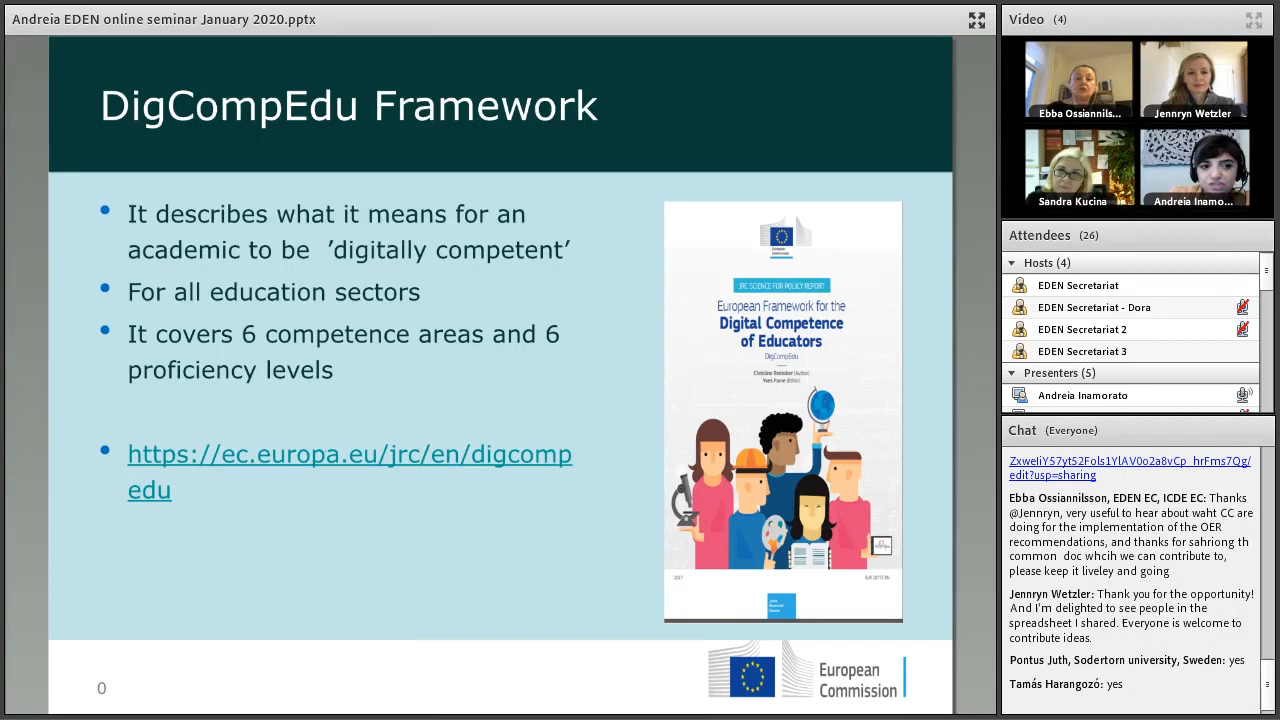 Andreia EDEN online seminar January 2020.pptx
DigCompEdu Framework
It describes what it means for an
academic to be ’digitally competent’
For all education sectors
It covers 6 competence areas and 6
proficiency levels
https://ec.europa.eu/jrc/en/digcomp
edu
European
Commission
JRC SCIENCE FOR POLICY REPORT
European Framework for the
Digital Competence
of Educators
DigCompEdu
Christine Redecker (Author)
Yves Punie (Editor)
2017
Joint
Research
Centre
European
Commission
0
Video (4)
Ebba Ossiannils...
Jennryn Wetzler
Sandra Kucina
Andreia Inamo...
Attendees (26)
Hosts (4)
EDEN Secretariat
EDEN Secretariat - Dora
EDEN Secretariat 2
EDEN Secretariat 3
Presenters (5)
Andreia Inamorato
Chat (Everyone)
edit?usp=sharing
Ebba Ossiannilsson, EDEN EC, ICDE EC: Thanks
@Jennryn, very useful to hear about waht CC are
doing for the implementation of the OER
recommendations, and thanks for sahriong th
common doc whcih we can contribute to,
please keep it liveley and going
Jennryn Wetzler: Thank you for the opportunity!
And I'm delighted to see people in the
spreadsheet I shared. Everyone is welcome to
contribute ideas.
Pontus Juth, Sodertorn university, Sweden: yes
Tamás Harangozó: yes